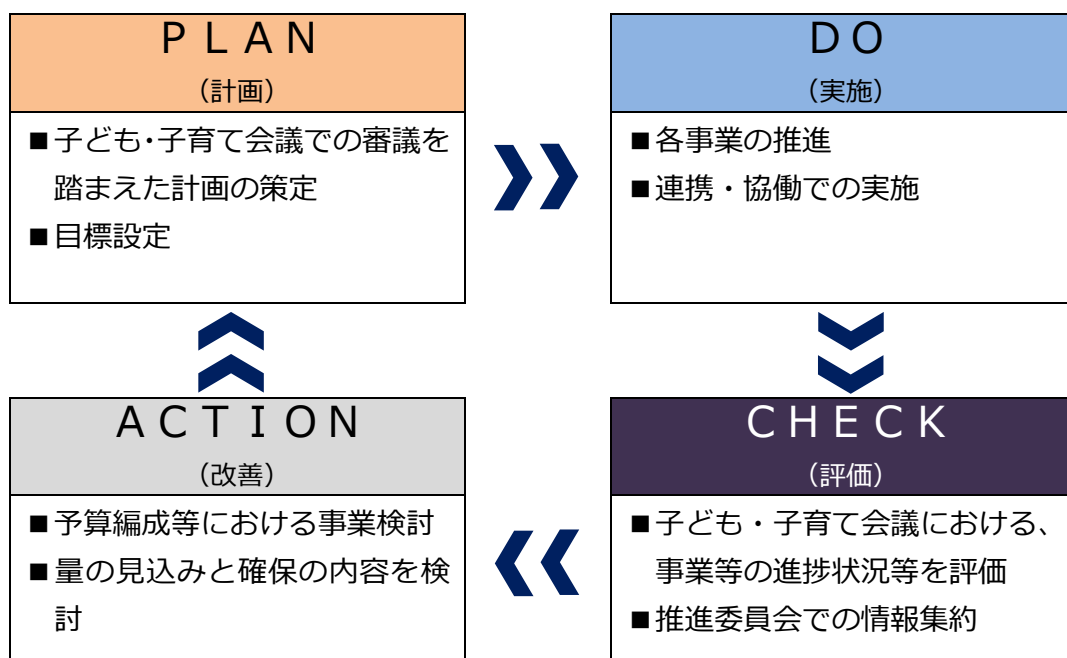 ＰＬＡＮ
（計画）
■子ども・子育て会議での審議を
踏まえた計画の策定
■目標設定
ＤＯ
（実施）
■各事業の推進
■連携・協働での実施
ＡＣＴＩＯＮ
（改善）
■予算編成等における事業検討
■量の見込みと確保の内容を検
討
ＣＨＥＣＫ
（評価）
■子ども・子育て会議における、
事業等の進捗状況等を評価
■推進委員会での情報集約